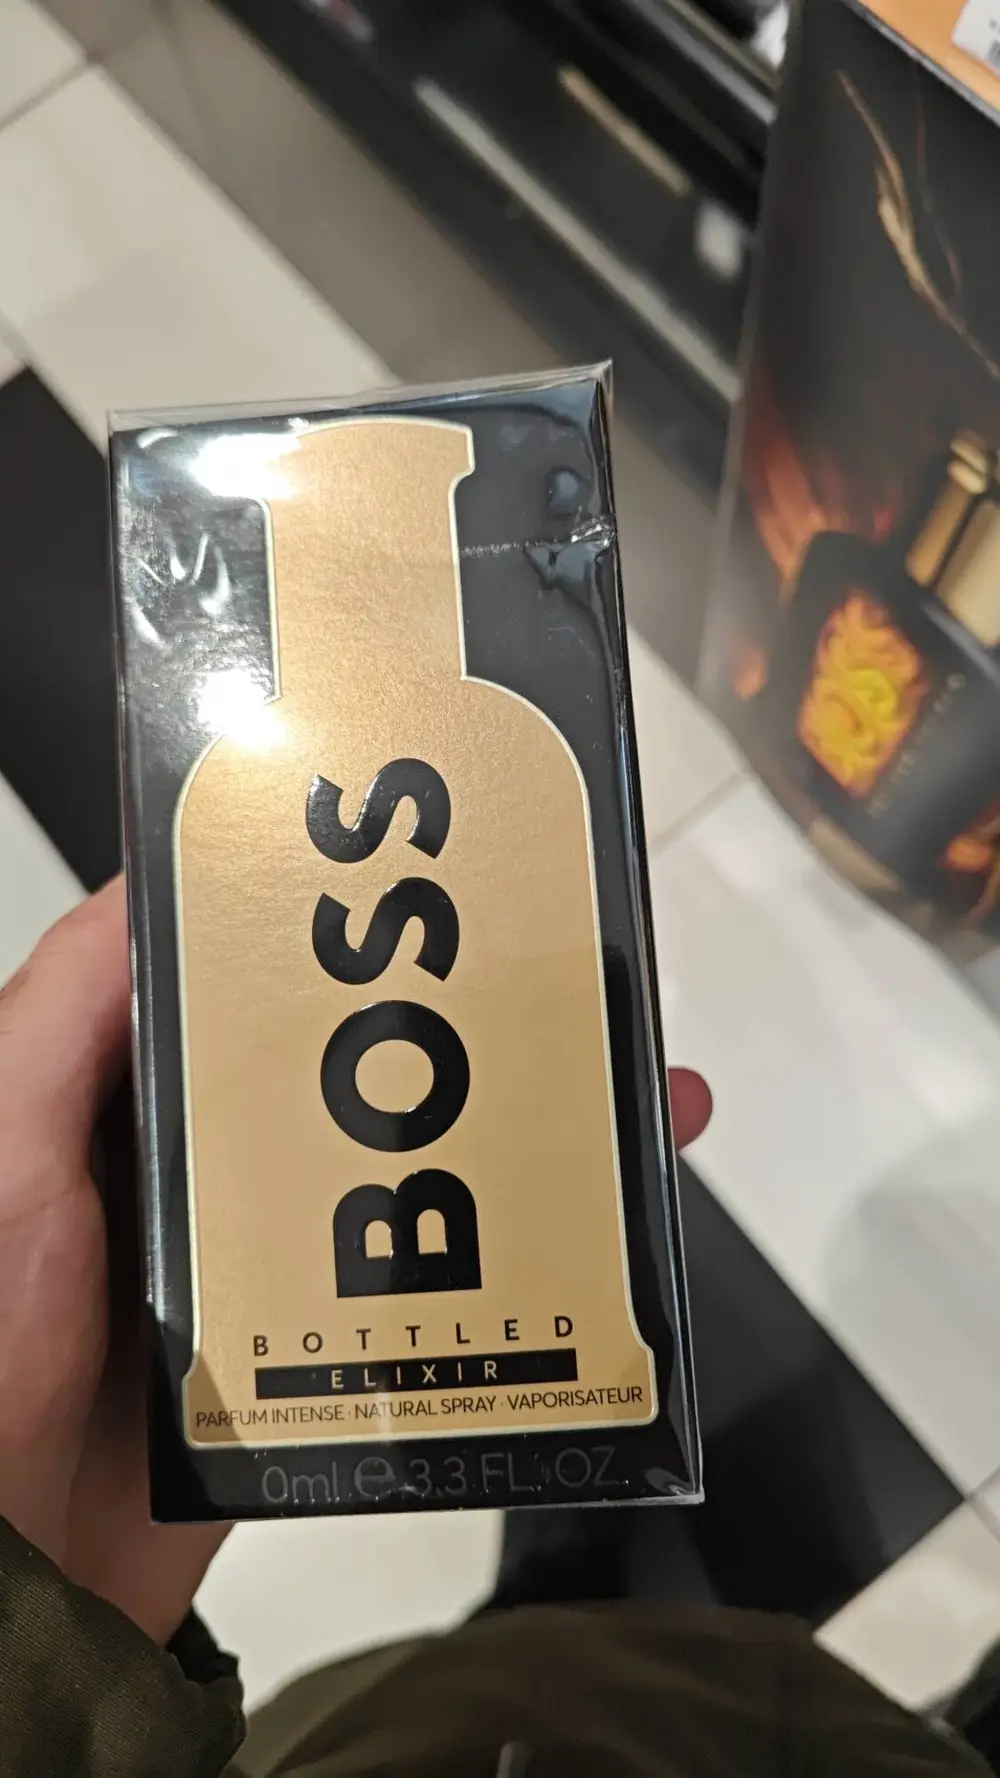 BOSS
BOTTLED
ELIXIR
PARFUM INTENSE · NATURAL SPRAY · VAPORISATEUR
0ml e 3.3 FL. OZ.